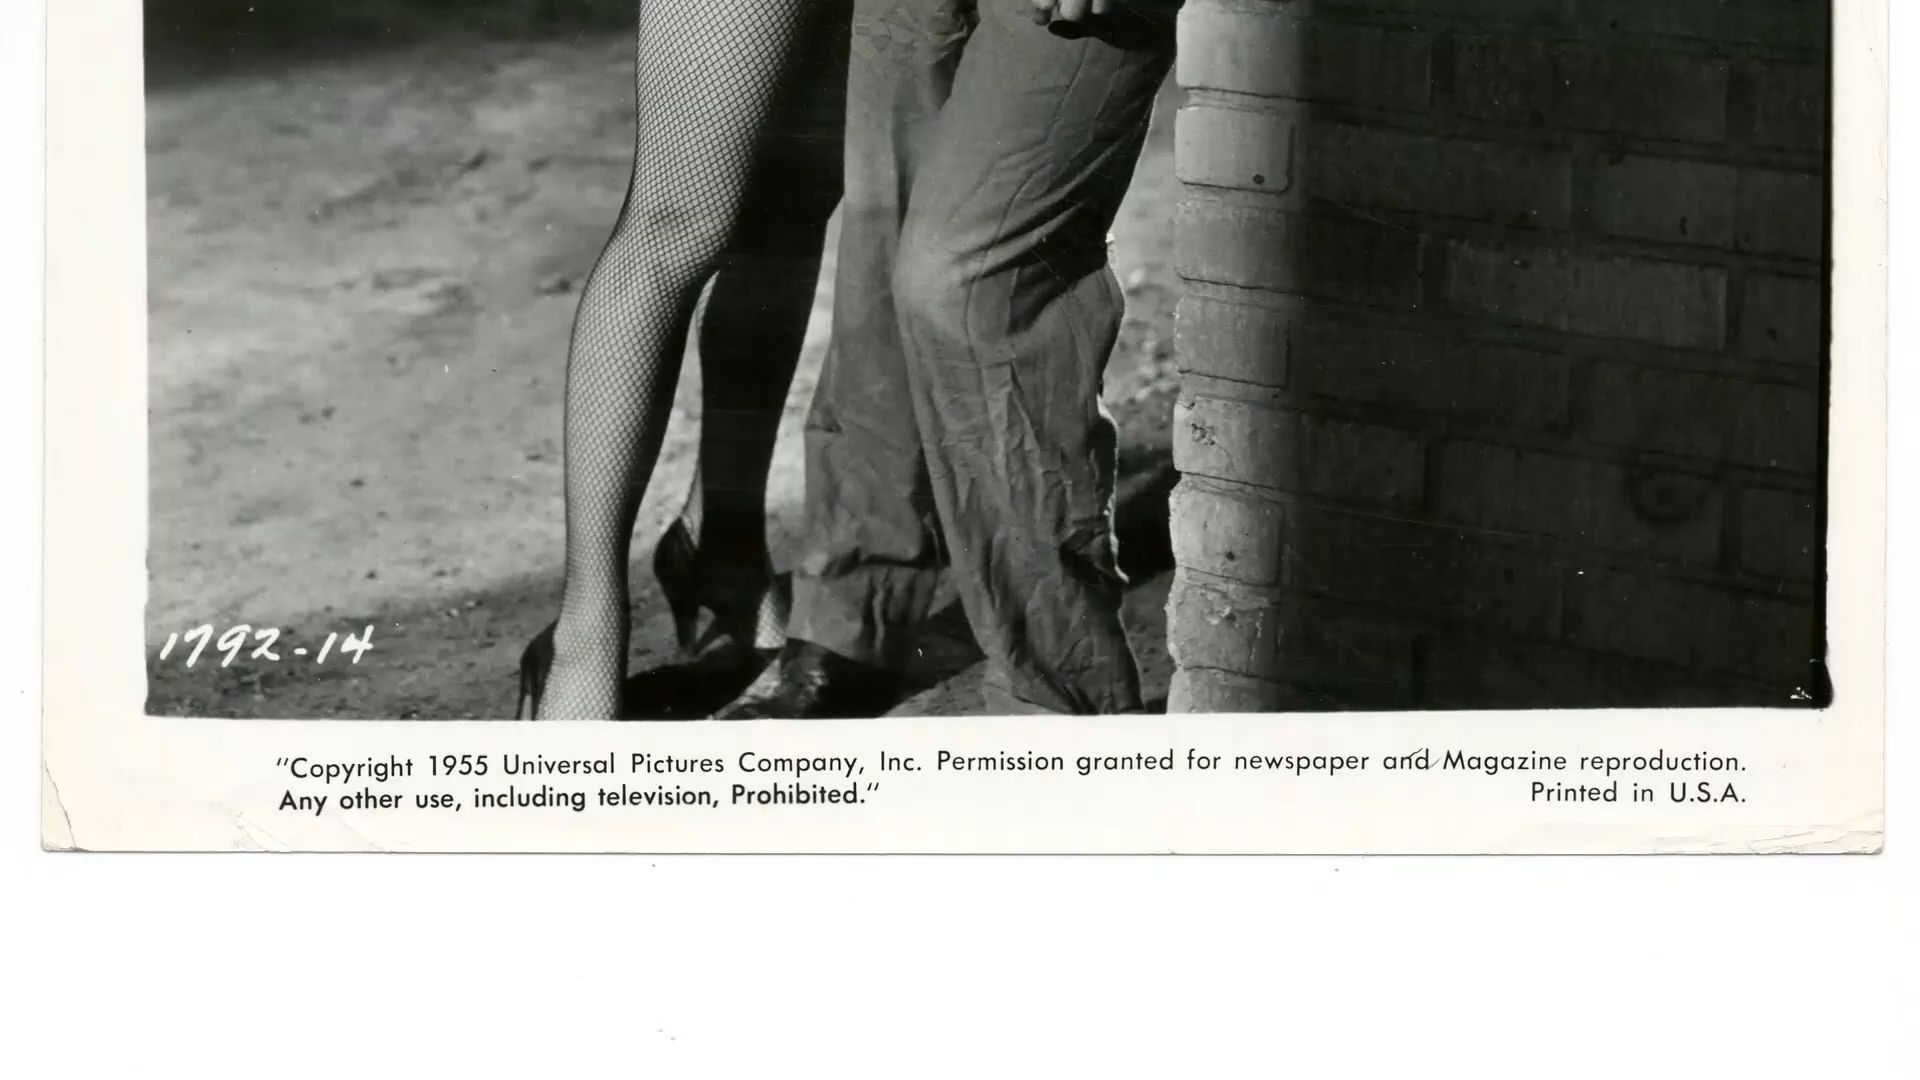 1792-14
"Copyright 1955 Universal Pictures Company, Inc. Permission granted for newspaper and Magazine reproduction.
Any other use, including television, Prohibited."
Printed in U.S.A.